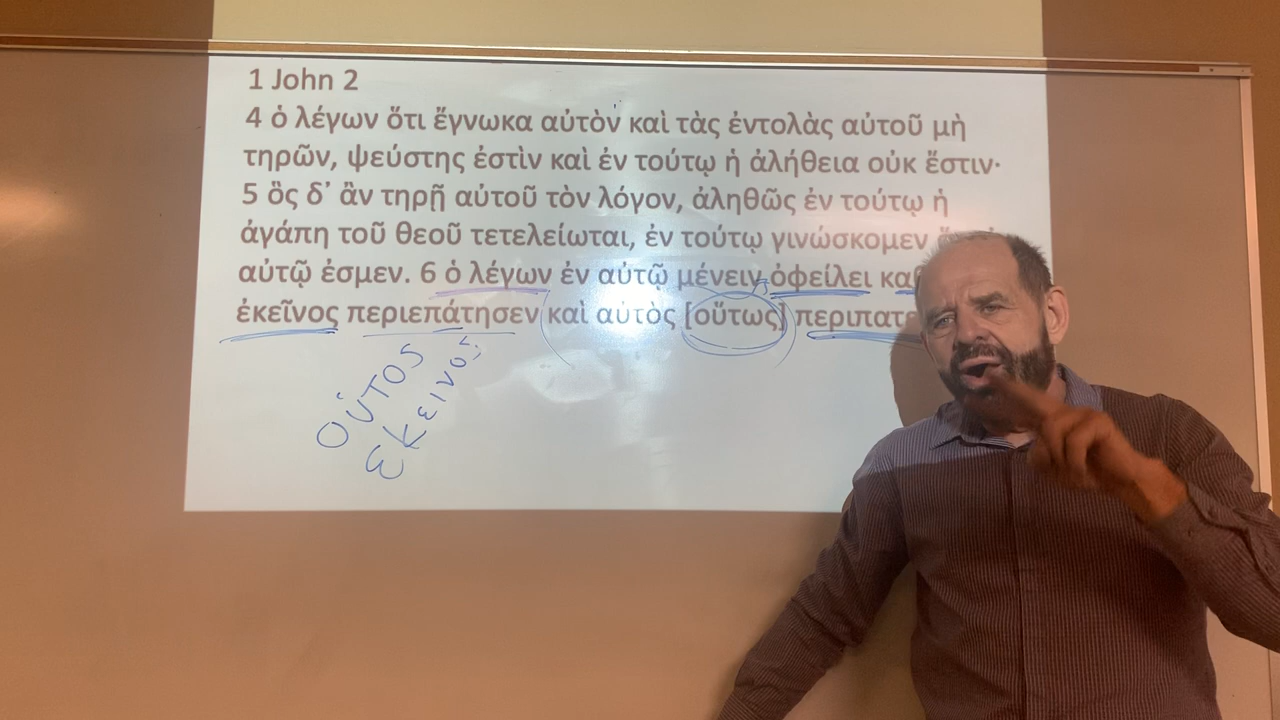 1 John 2
4 ὁ λέγων ὅτι ἔγνωκα αὐτὸν καὶ τὰς ἐντολὰς αὐτοῦ μὴ
τηρῶν, ψεύστης ἐστὶν καὶ ἐν τούτῳ ἡ ἀλήθεια οὐκ ἔστιν·
5 ὃς δ᾽ ἂν τηρῇ αὐτοῦ τὸν λόγον, ἀληθῶς ἐν τούτῳ ἡ
ἀγάπη τοῦ θεοῦ τετελείωται, ἐν τούτῳ γινώσκομεν
αὐτῷ ἐσμεν. 6 ὁ λέγων ἐν αὐτῷ μένειν ὀφείλει
ἐκεῖνος περιεπάτησεν καὶ αὐτὸς [οὕτως] περιπατε
οὑτος
εκεινος